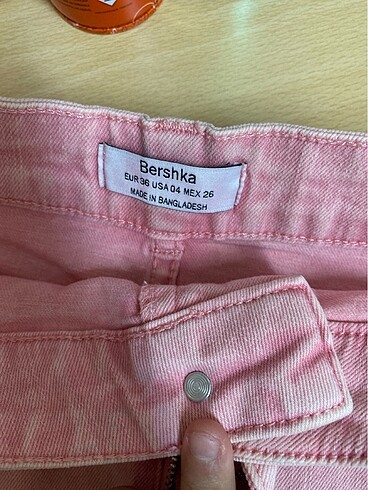 Bershka
EUR 36 USA 04 MEX 26
MADE IN BANGLADESH